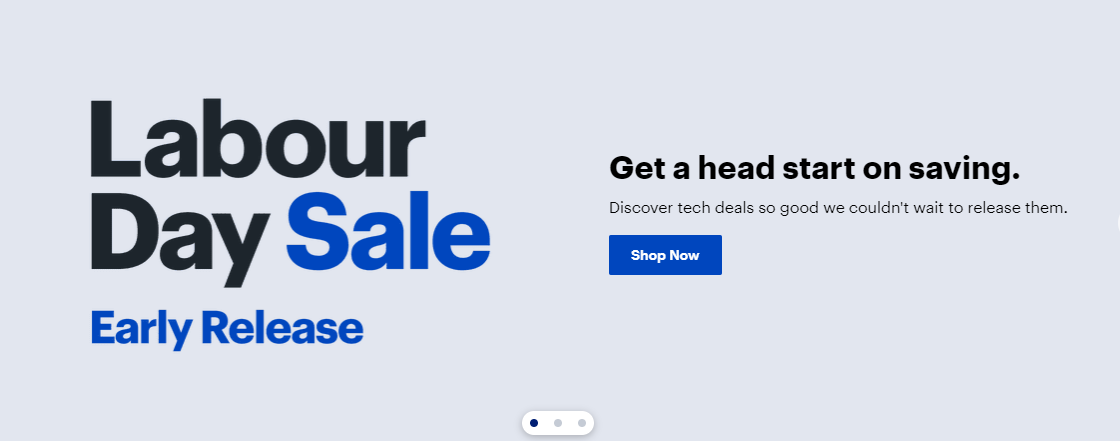 Labour
Day Sale
Early Release
Get a head start on saving.
Discover tech deals so good we couldn't wait to release them.
Shop Now